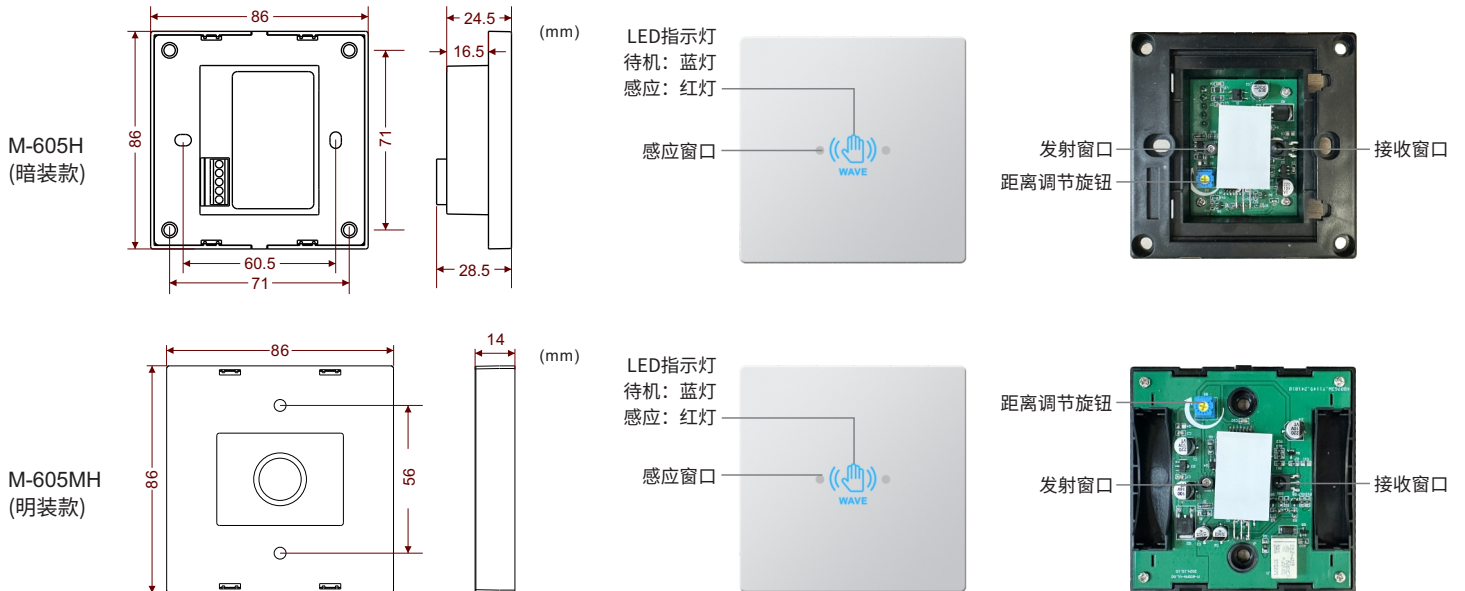 86
24.5
(mm)
16.5
86
71
60.5
71
28.5
M-605H
(暗装款)
LED指示灯
待机：蓝灯
感应：红灯
感应窗口
WAVE
发射窗口
距离调节旋钮
接收窗口
86
14
(mm)
86
56
M-605MH
(明装款)
LED指示灯
待机：蓝灯
感应：红灯
感应窗口
WAVE
距离调节旋钮
发射窗口
接收窗口